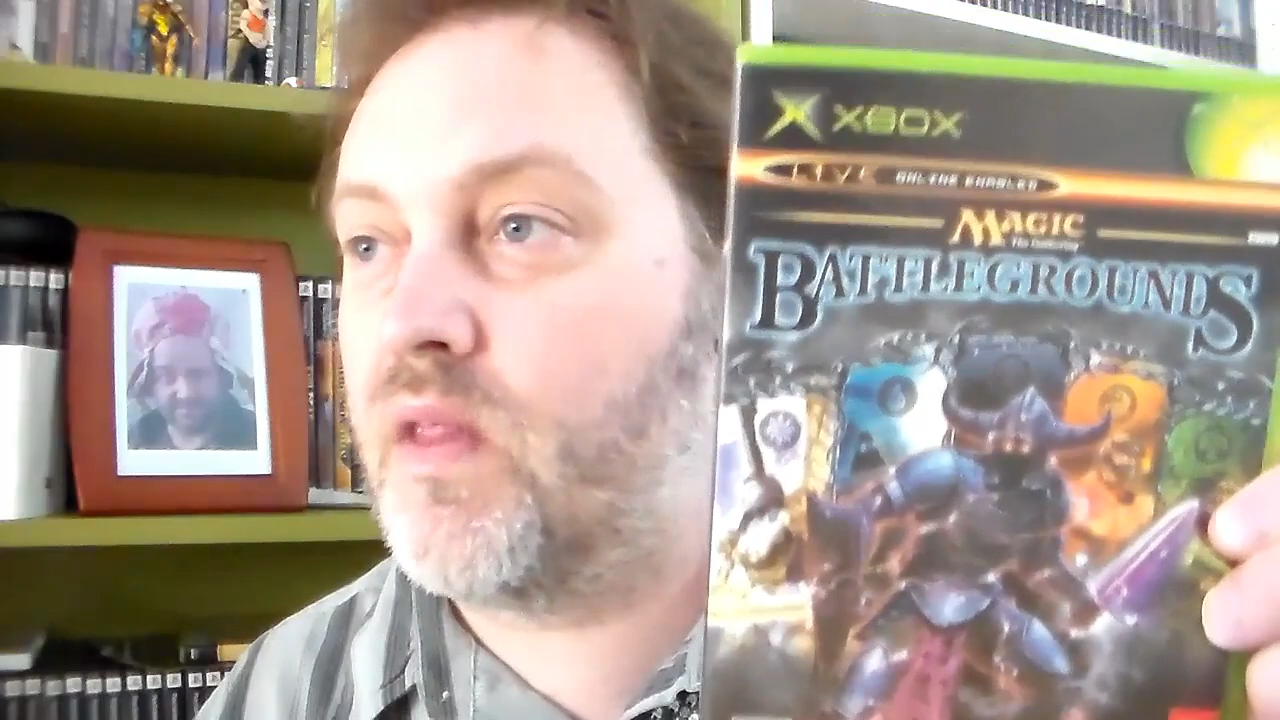 XBOX
LIVE ONLINE ENABLED
MAGIC
The Gathering
BATTLEGROUNDS